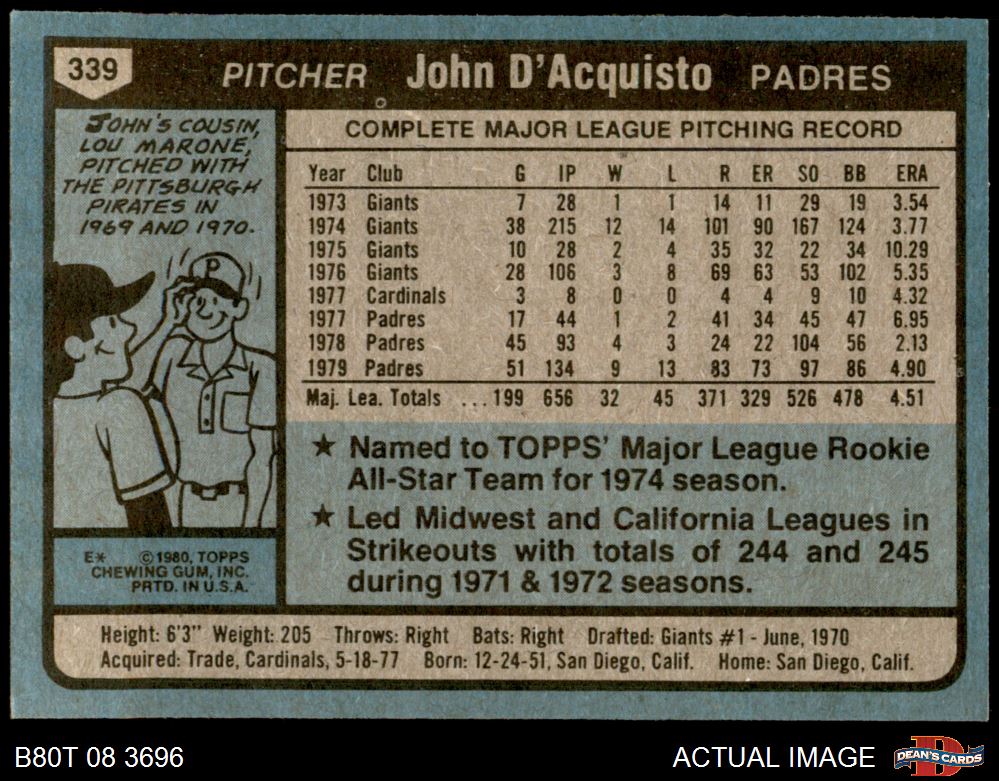 339 PITCHER John D'Acquisto PADRES
JOHN'S COUSIN,
LOU MARONE,
PITCHED WITH
THE PITTSBURGH
PIRATES IN
1969 AND 1970.
P
E* ©1980, TOPPS
CHEWING GUM, INC.
PRTD. IN U.S.A.
COMPLETE MAJOR LEAGUE PITCHING RECORD
Year Club G IP W L R ER SO BB ERA
1973 Giants 7 28 1 1 14 11 29 19 3.54
1974 Giants 38 215 12 14 101 90 167 124 3.77
1975 Giants 10 28 2 4 35 32 22 34 10.29
1976 Giants 28 106 3 8 69 63 53 102 5.35
1977 Cardinals 3 8 0 0 4 4 9 10 4.32
1977 Padres 17 44 1 2 41 34 45 47 6.95
1978 Padres 45 93 4 3 24 22 104 56 2.13
1979 Padres 51 134 9 13 83 73 97 86 4.90
Maj. Lea. Totals ...199 656 32 45 371 329 526 478 4.51
★ Named to TOPPS' Major League Rookie
All-Star Team for 1974 season.
★ Led Midwest and California Leagues in
Strikeouts with totals of 244 and 245
during 1971 & 1972 seasons.
Height: 6'3" Weight: 205 Throws: Right Bats: Right Drafted: Giants #1 - June, 1970
Acquired: Trade, Cardinals, 5-18-77 Born: 12-24-51, San Diego, Calif. Home: San Diego, Calif.
B80T 08 3696 ACTUAL IMAGE DEAN'S CARDS